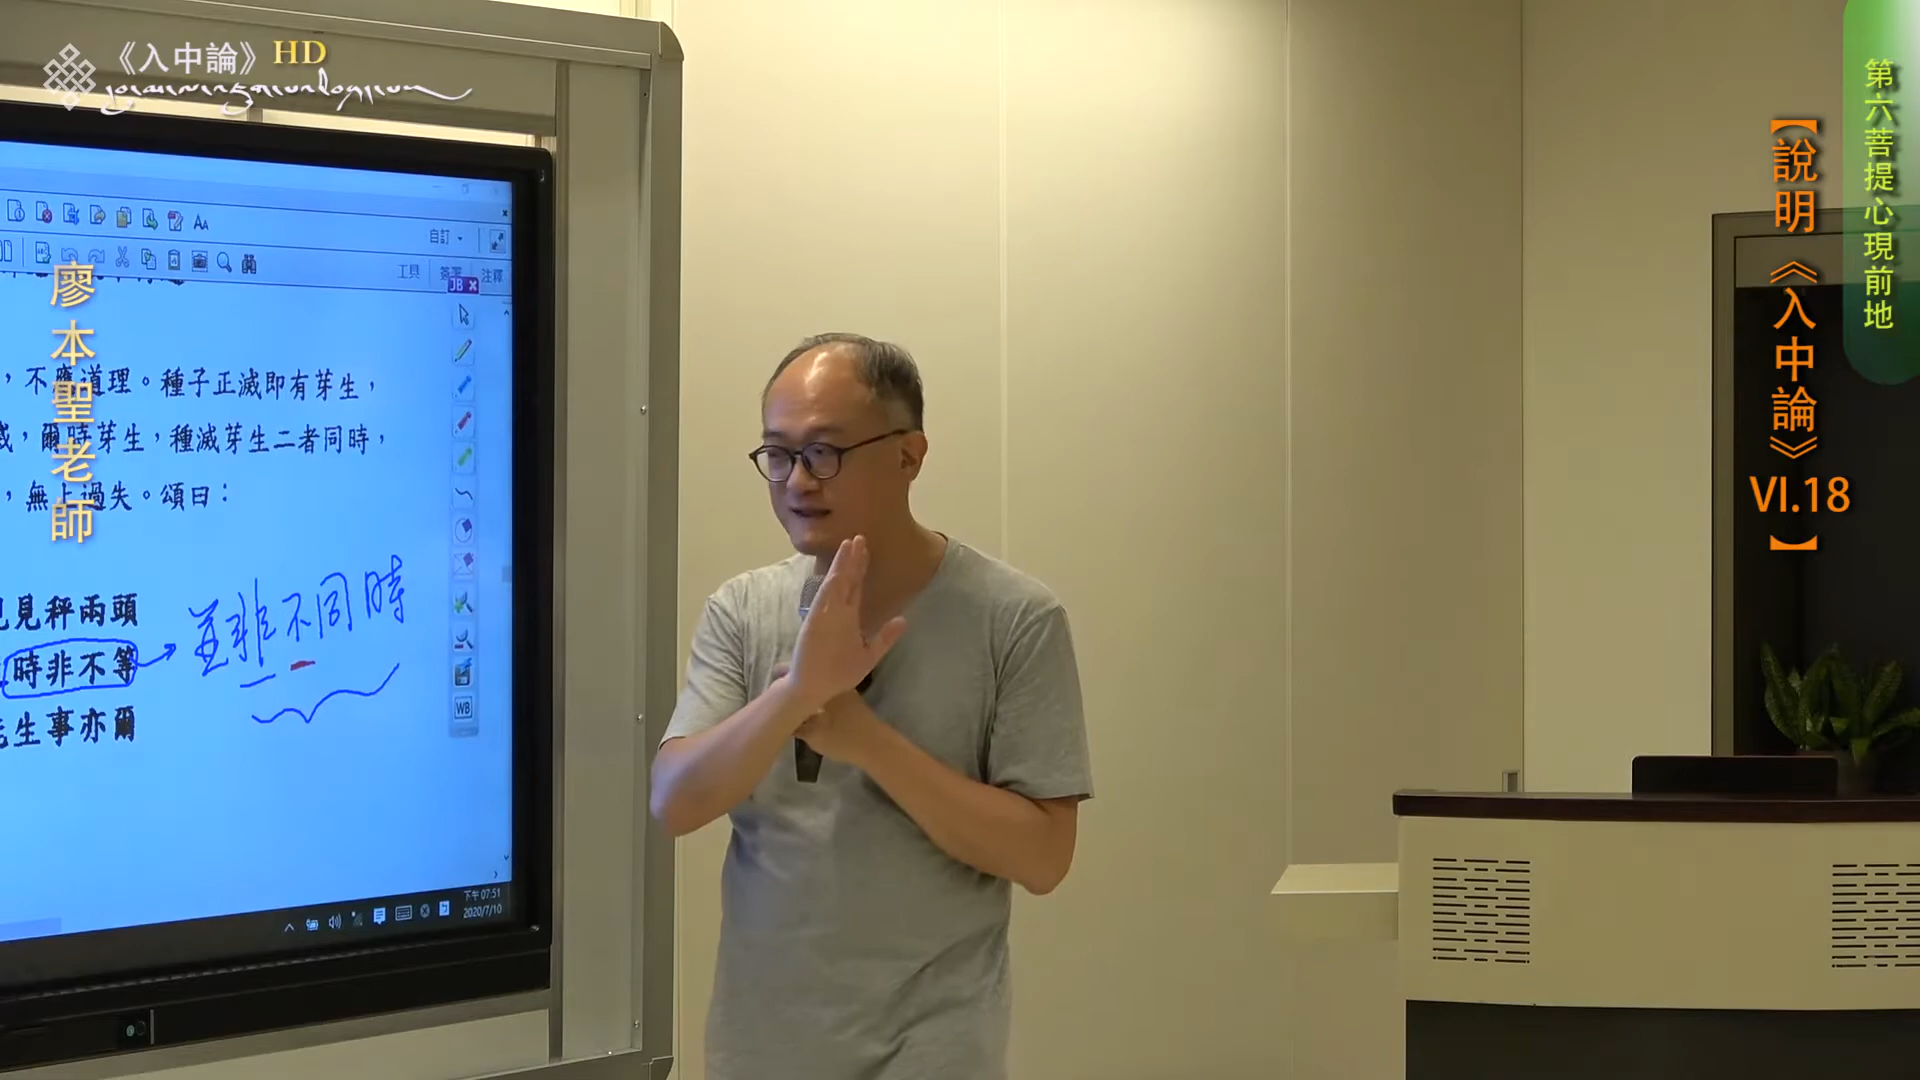 《入中論》 HD
自訂
工具 簽署 注釋
JB
，不應道理。種子正滅即有芽生，
，爾時芽生，種滅芽生二者同時，
，無上過失。頌曰：
見秤兩頭
時非不等
生事亦爾
並非不同時
WB
下午 07:51
2020/7/10
廖本聖老師
第六菩提心現前地
【說明《入中論》VI.18】